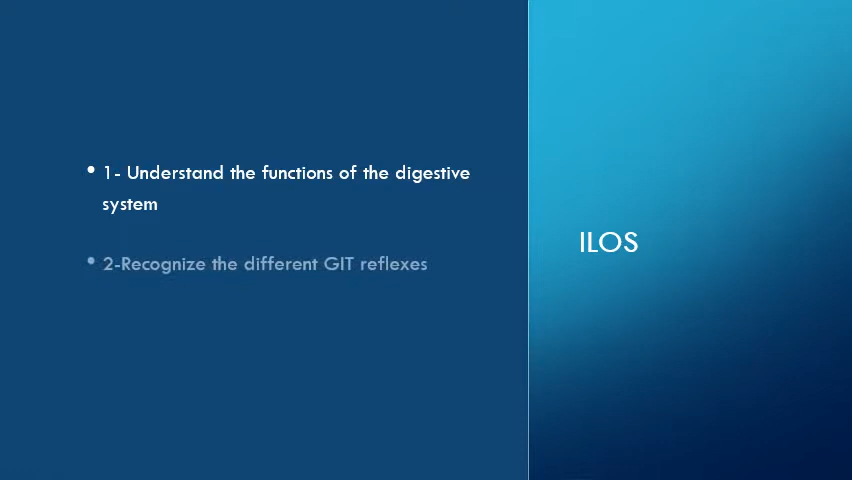 • 1- Understand the functions of the digestive
system
• 2-Recognize the different GIT reflexes
ILOS